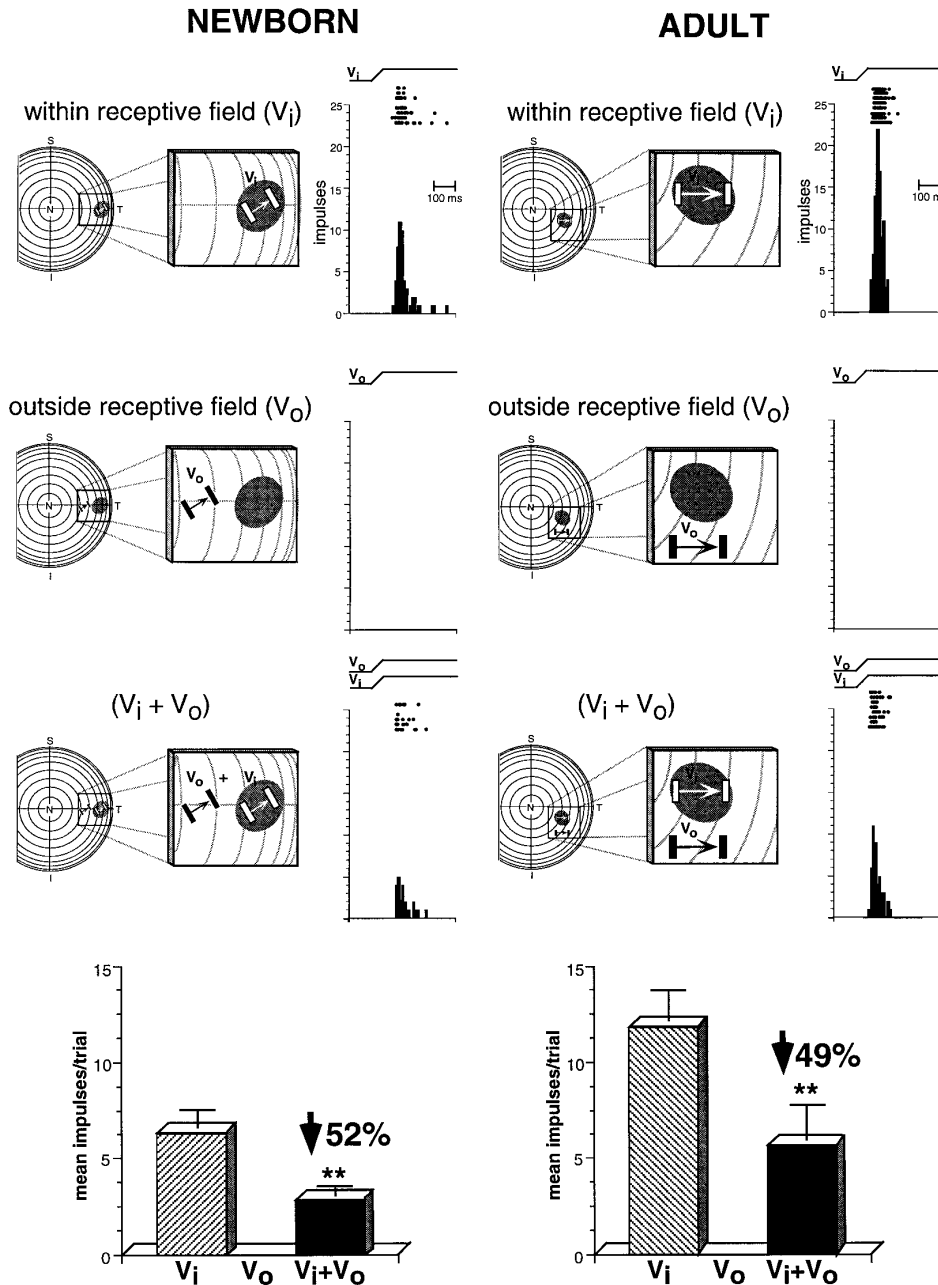 NEWBORN
ADULT
within receptive field (Vi)
S
N
T
I
Vi
Vi
impulses
25
20
15
10
5
0
100 ms
within receptive field (Vi)
S
N
T
I
Vi
Vi
impulses
25
20
15
10
5
0
100 ms
outside receptive field (Vo)
S
N
T
I
Vo
Vo
outside receptive field (Vo)
S
N
T
I
Vo
Vo
(Vi + Vo)
S
N
T
I
Vo + Vi
Vo
Vi
(Vi + Vo)
S
N
T
I
Vi
Vo
Vo
Vi
mean impulses/trial
15
10
5
0
52%
**
Vi Vo Vi+Vo
mean impulses/trial
15
10
5
0
49%
**
Vi Vo Vi+Vo